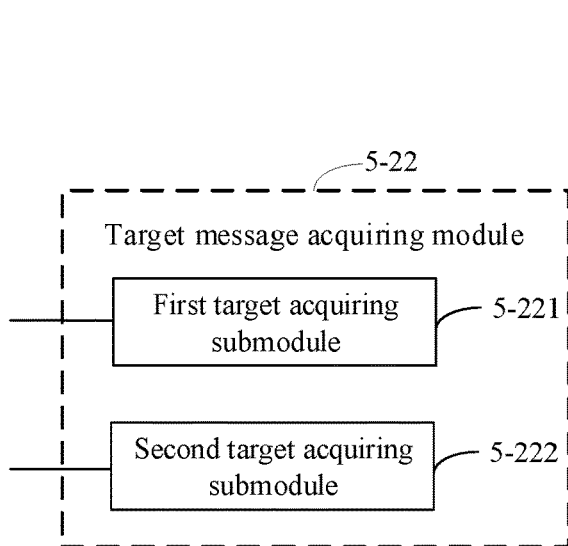 5-22
Target message acquiring module
First target acquiring
submodule
5-221
Second target acquiring
submodule
5-222